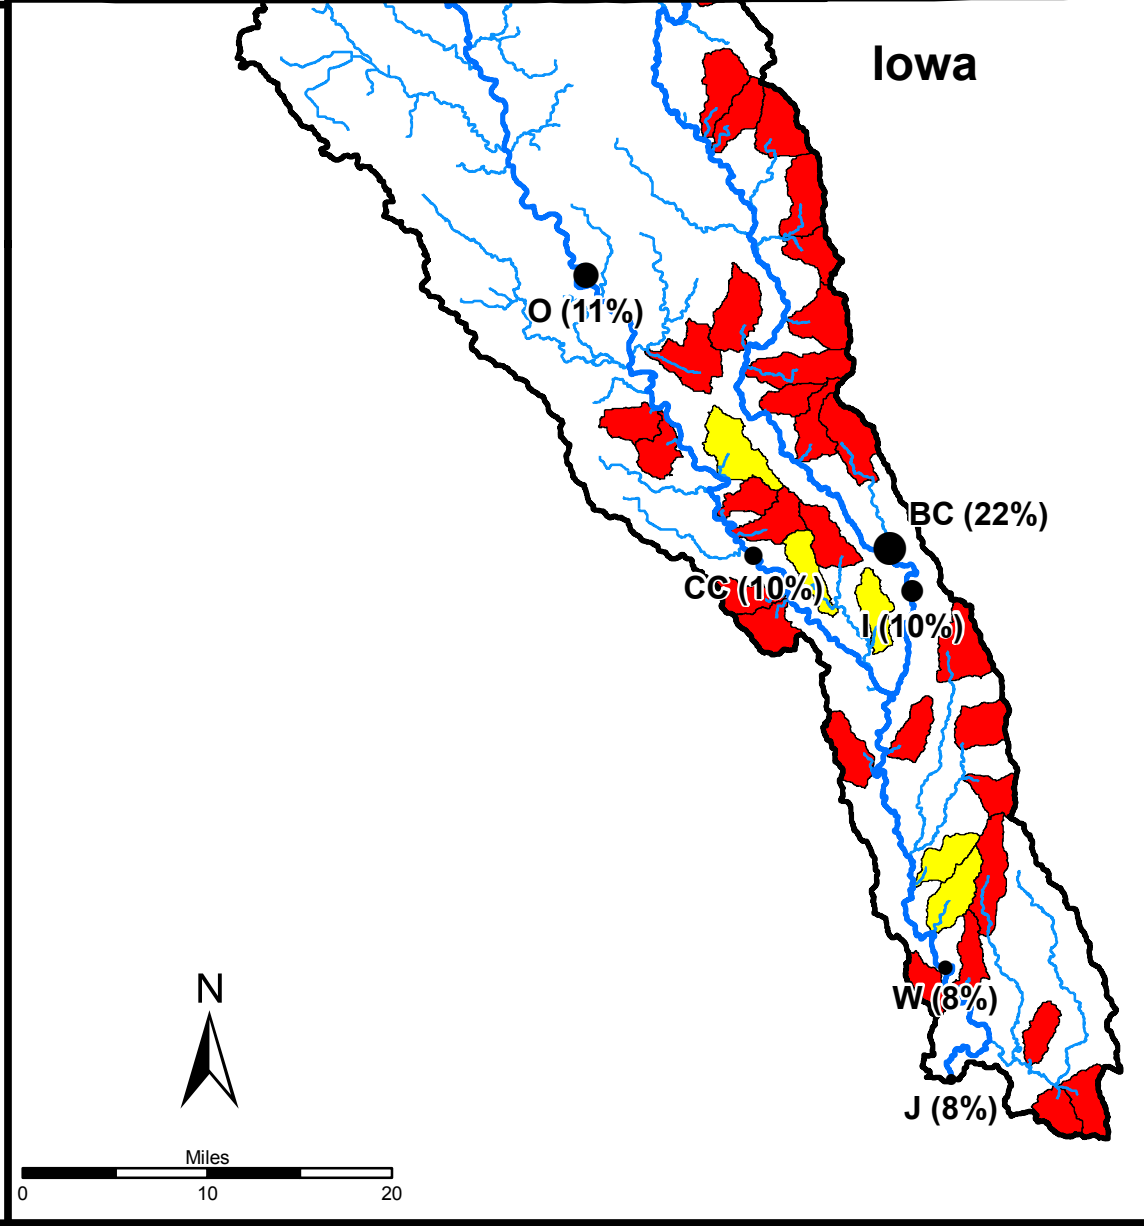 Iowa
O (11%)
BC (22%)
CC (10%)
I (10%)
N
W (8%)
J (8%)
Miles
0 10 20